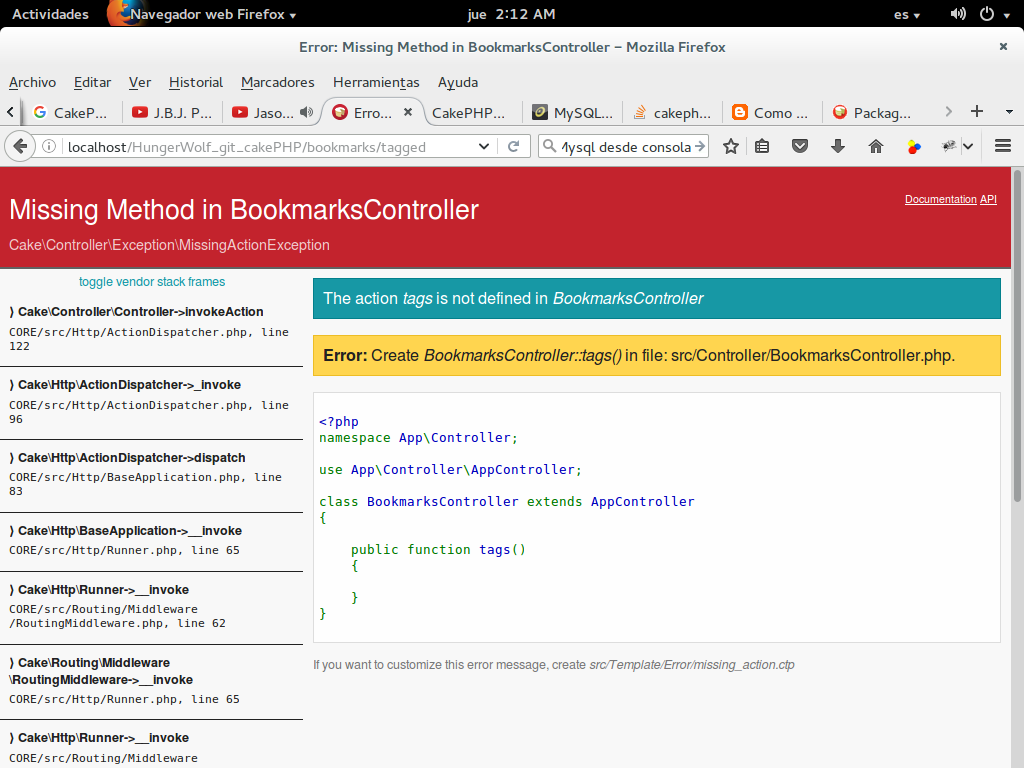 Actividades Navegador web Firefox ▾ jue 2:12 AM es ▾
Error: Missing Method in BookmarksController – Mozilla Firefox ×
Archivo Editar Ver Historial Marcadores Herramientas Ayuda
CakeP... J.B.J. P... Jaso... Erro... × CakePHP... MySQL... cakeph... Como ... Packag...
localhost/HungerWolf_git_cakePHP/bookmarks/tagged Mysql desde consola
Missing Method in BookmarksController
Documentation API
Cake\Controller\Exception\MissingActionException
toggle vendor stack frames
⟩ Cake\Controller\Controller->invokeAction
CORE/src/Http/ActionDispatcher.php, line
122
⟩ Cake\Http\ActionDispatcher->_invoke
CORE/src/Http/ActionDispatcher.php, line
96
⟩ Cake\Http\ActionDispatcher->dispatch
CORE/src/Http/BaseApplication.php, line
83
⟩ Cake\Http\BaseApplication->__invoke
CORE/src/Http/Runner.php, line 65
⟩ Cake\Http\Runner->__invoke
CORE/src/Routing/Middleware
/RoutingMiddleware.php, line 62
⟩ Cake\Routing\Middleware
\RoutingMiddleware->__invoke
CORE/src/Http/Runner.php, line 65
⟩ Cake\Http\Runner->__invoke
CORE/src/Routing/Middleware
The action tags is not defined in BookmarksController
Error: Create BookmarksController::tags() in file: src/Controller/BookmarksController.php.
<?php
namespace App\Controller;
use App\Controller\AppController;
class BookmarksController extends AppController
{
public function tags()
{
}
}
If you want to customize this error message, create src/Template/Error/missing_action.ctp